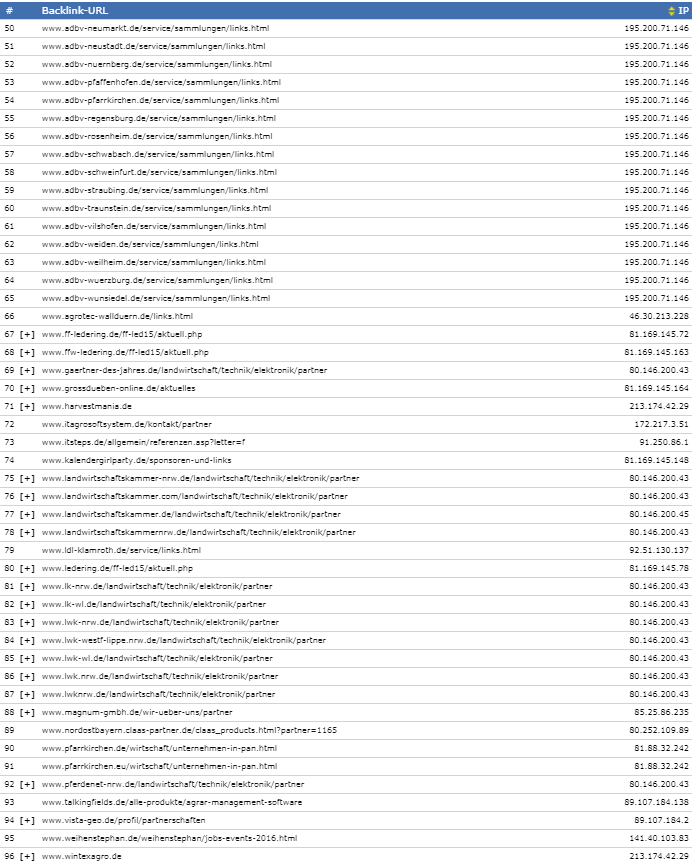 # Backlink-URL IP
50 www.adbv-neumarkt.de/service/sammlungen/links.html 195.200.71.146
51 www.adbv-neustadt.de/service/sammlungen/links.html 195.200.71.146
52 www.adbv-nuernberg.de/service/sammlungen/links.html 195.200.71.146
53 www.adbv-pfaffenhofen.de/service/sammlungen/links.html 195.200.71.146
54 www.adbv-pfarrkirchen.de/service/sammlungen/links.html 195.200.71.146
55 www.adbv-regensburg.de/service/sammlungen/links.html 195.200.71.146
56 www.adbv-rosenheim.de/service/sammlungen/links.html 195.200.71.146
57 www.adbv-schwabach.de/service/sammlungen/links.html 195.200.71.146
58 www.adbv-schweinfurt.de/service/sammlungen/links.html 195.200.71.146
59 www.adbv-straubing.de/service/sammlungen/links.html 195.200.71.146
60 www.adbv-traunstein.de/service/sammlungen/links.html 195.200.71.146
61 www.adbv-vilshofen.de/service/sammlungen/links.html 195.200.71.146
62 www.adbv-weiden.de/service/sammlungen/links.html 195.200.71.146
63 www.adbv-weilheim.de/service/sammlungen/links.html 195.200.71.146
64 www.adbv-wuerzburg.de/service/sammlungen/links.html 195.200.71.146
65 www.adbv-wunsiedel.de/service/sammlungen/links.html 195.200.71.146
66 www.agrotec-wallduern.de/links.html 46.30.213.228
67 [+] www.ff-ledering.de/ff-led15/aktuell.php 81.169.145.72
68 [+] www.ffw-ledering.de/ff-led15/aktuell.php 81.169.145.163
69 [+] www.gaertner-des-jahres.de/landwirtschaft/technik/elektronik/partner 80.146.200.43
70 [+] www.grossdueben-online.de/aktuelles 81.169.145.164
71 [+] www.harvestmania.de 213.174.42.29
72 www.itagrosoftsystem.de/kontakt/partner 172.217.3.51
73 www.itsteps.de/allgemein/referenzen.asp?letter=f 91.250.86.1
74 www.kalendergirlparty.de/sponsoren-und-links 81.169.145.148
75 [+] www.landwirtschaftskammer-nrw.de/landwirtschaft/technik/elektronik/partner 80.146.200.43
76 [+] www.landwirtschaftskammer.com/landwirtschaft/technik/elektronik/partner 80.146.200.43
77 [+] www.landwirtschaftskammer.de/landwirtschaft/technik/elektronik/partner 80.146.200.45
78 [+] www.landwirtschaftskammernrw.de/landwirtschaft/technik/elektronik/partner 80.146.200.43
79 www.ldl-klamroth.de/service/links.html 92.51.130.137
80 [+] www.ledering.de/ff-led15/aktuell.php 81.169.145.78
81 [+] www.lk-nrw.de/landwirtschaft/technik/elektronik/partner 80.146.200.43
82 [+] www.lk-wl.de/landwirtschaft/technik/elektronik/partner 80.146.200.43
83 [+] www.lwk-nrw.de/landwirtschaft/technik/elektronik/partner 80.146.200.43
84 [+] www.lwk-westf-lippe.nrw.de/landwirtschaft/technik/elektronik/partner 80.146.200.43
85 [+] www.lwk-wl.de/landwirtschaft/technik/elektronik/partner 80.146.200.43
86 [+] www.lwk.nrw.de/landwirtschaft/technik/elektronik/partner 80.146.200.43
87 [+] www.lwknrw.de/landwirtschaft/technik/elektronik/partner 80.146.200.43
88 [+] www.magnum-gmbh.de/wir-ueber-uns/partner 85.25.86.235
89 www.nordostbayern.claas-partner.de/claas_products.html?partner=1165 80.252.109.89
90 www.pfarrkirchen.de/wirtschaft/unternehmen-in-pan.html 81.88.32.242
91 www.pfarrkirchen.eu/wirtschaft/unternehmen-in-pan.html 81.88.32.242
92 [+] www.pferdenet-nrw.de/landwirtschaft/technik/elektronik/partner 80.146.200.43
93 www.talkingfields.de/alle-produkte/agrar-management-software 89.107.184.138
94 [+] www.vista-geo.de/profil/partnerschaften 89.107.184.2
95 www.weihenstephan.de/weihenstephan/jobs-events-2016.html 141.40.103.83
96 [+] www.wintexagro.de 213.174.42.29